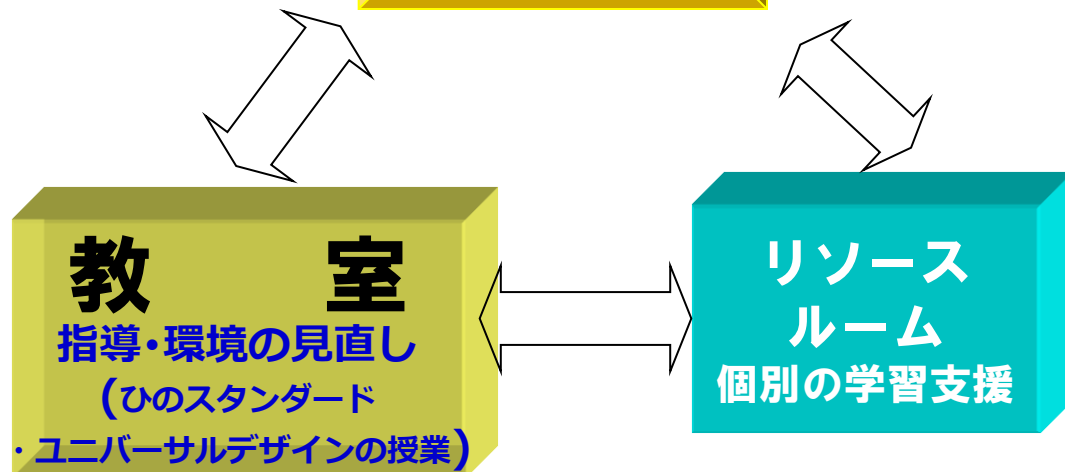 教　　室
指導・環境の見直し
(ひのスタンダード
・ユニバーサルデザインの授業)
リソース
ルーム
個別の学習支援